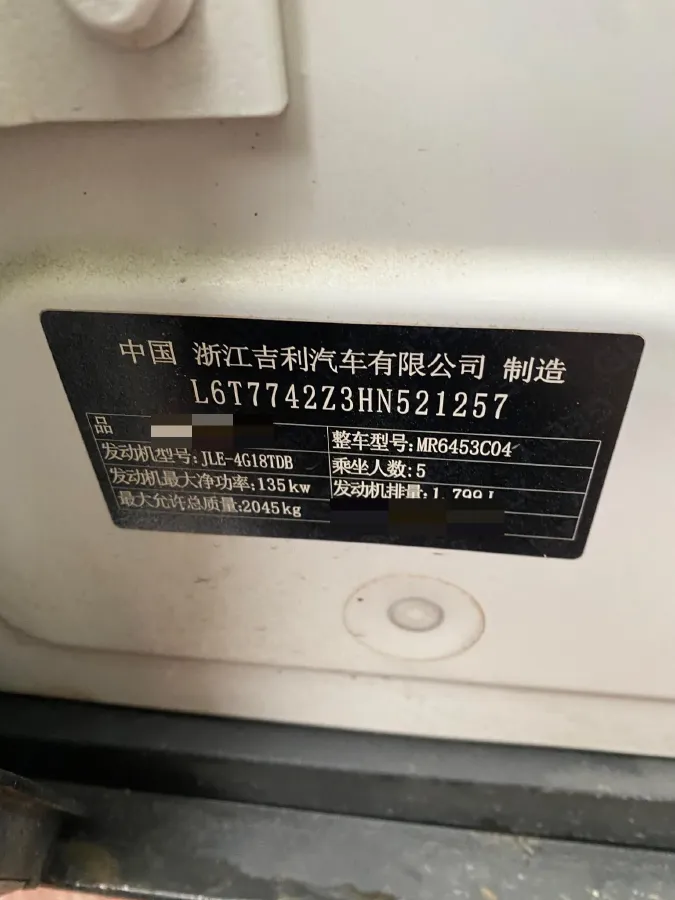 中国 浙江吉利汽车有限公司 制造
L6T7742Z3HN521257
品
整车型号:MR6453C04
发动机型号:JLE-4G18TDB
乘坐人数:5
发动机最大净功率:135kw
发动机排量:1.799L
最大允许总质量:2045kg